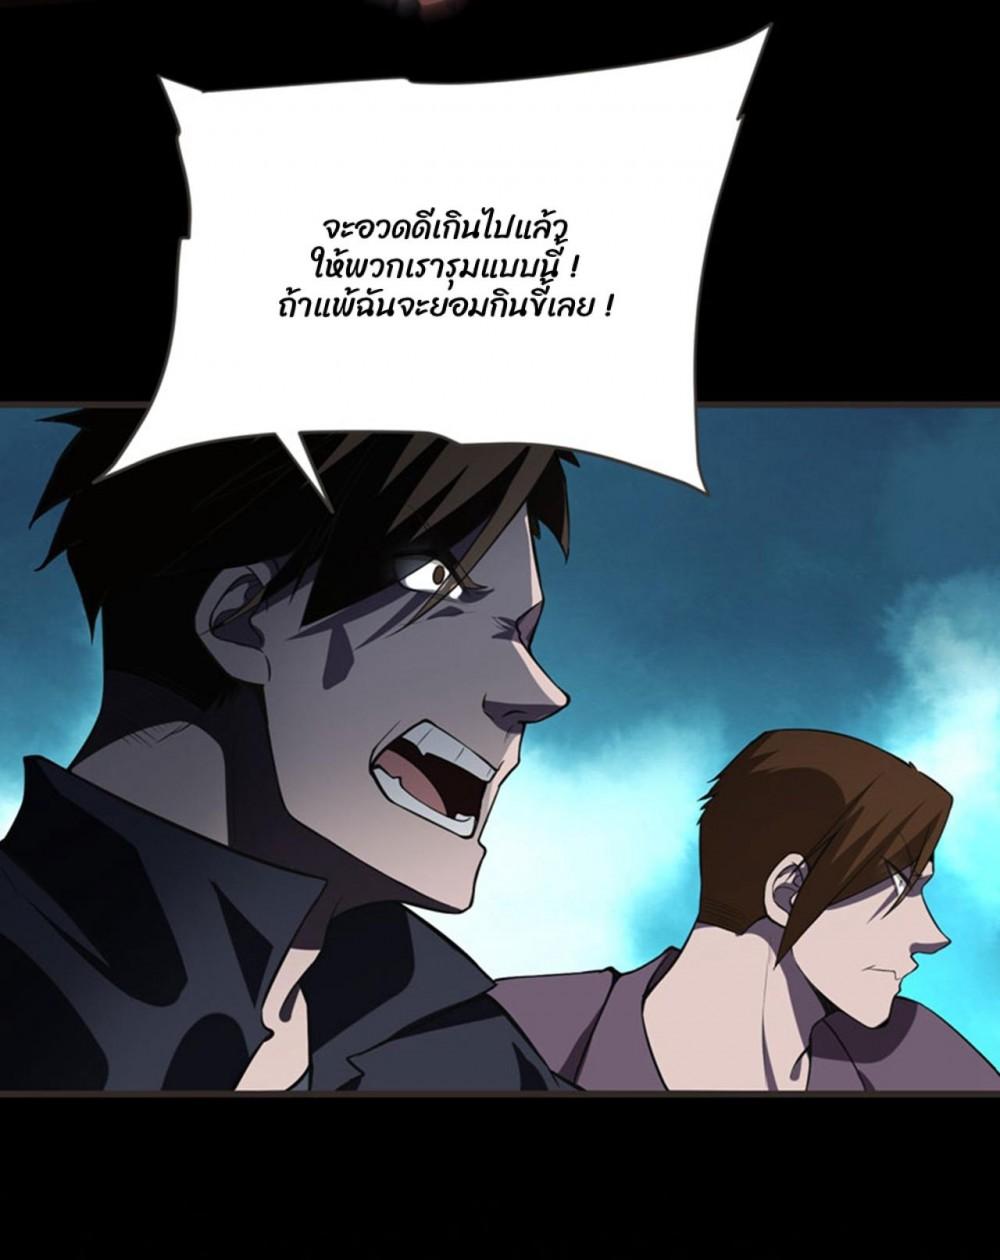 จะอวดดีเกินไปแล้ว
ให้พวกเรารุมแบบนี้ !
ถ้าแพ้ฉันจะยอมกินขี้เลย !